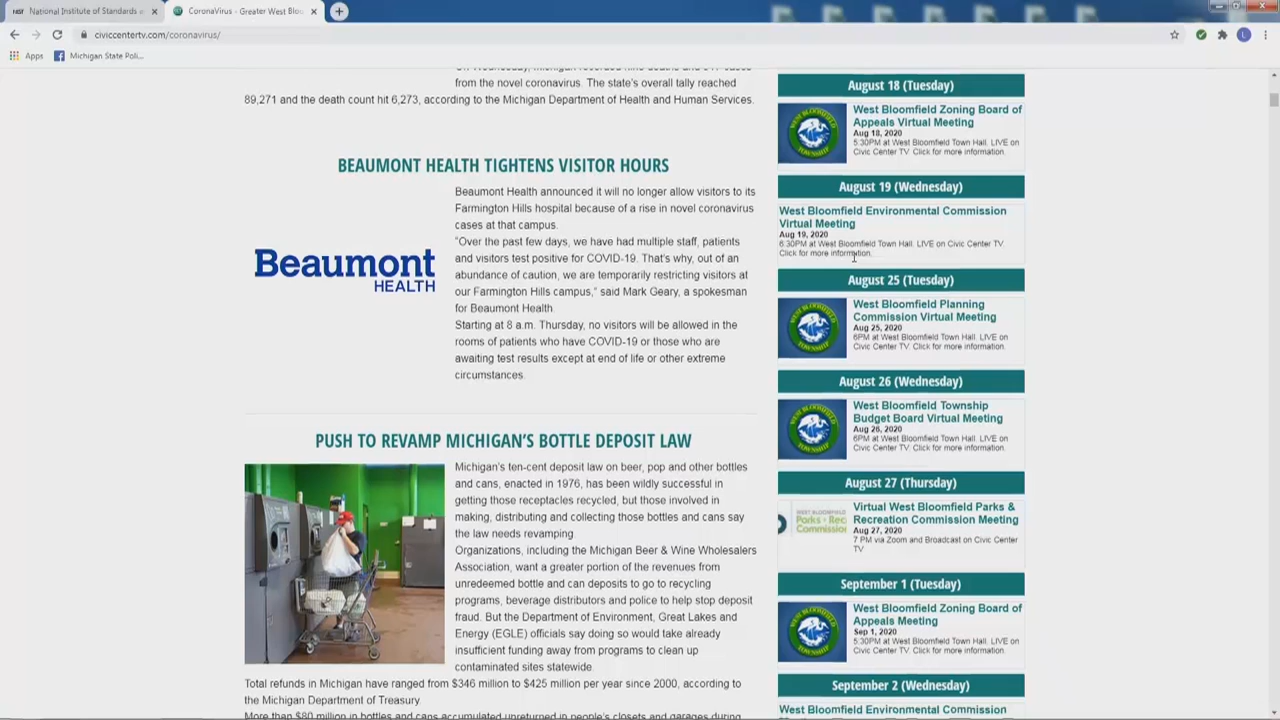 National Institute of Standards
CoronaVirus - Greater West Bloo
civiccentertv.com/coronavirus/
Apps
Michigan State Poli...
from the novel coronavirus. The state's overall tally reached
89,271 and the death count hit 6,273, according to the Michigan Department of Health and Human Services.
BEAUMONT HEALTH TIGHTENS VISITOR HOURS
Beaumont
HEALTH
Beaumont Health announced it will no longer allow visitors to its
Farmington Hills hospital because of a rise in novel coronavirus
cases at that campus.
"Over the past few days, we have had multiple staff, patients
and visitors test positive for COVID-19. That's why, out of an
abundance of caution, we are temporarily restricting visitors at
our Farmington Hills campus," said Mark Geary, a spokesman
for Beaumont Health.
Starting at 8 a.m. Thursday, no visitors will be allowed in the
rooms of patients who have COVID-19 or those who are
awaiting test results except at end of life or other extreme
circumstances.
PUSH TO REVAMP MICHIGAN'S BOTTLE DEPOSIT LAW
Michigan's ten-cent deposit law on beer, pop and other bottles
and cans, enacted in 1976, has been wildly successful in
getting those receptacles recycled, but those involved in
making, distributing and collecting those bottles and cans say
the law needs revamping.
Organizations, including the Michigan Beer & Wine Wholesalers
Association, want a greater portion of the revenues from
unredeemed bottle and can deposits to go to recycling
programs, beverage distributors and police to help stop deposit
fraud. But the Department of Environment, Great Lakes and
Energy (EGLE) officials say doing so would take already
insufficient funding away from programs to clean up
contaminated sites statewide.
Total refunds in Michigan have ranged from $346 million to $425 million per year since 2000, according to
the Michigan Department of Treasury.
More than $80 million in bottles and cans accumulated unreturned in people's closets and garages during
August 18 (Tuesday)
West Bloomfield Zoning Board of
Appeals Virtual Meeting
Aug 18, 2020
5:30PM at West Bloomfield Town Hall. LIVE on
Civic Center TV. Click for more information.
August 19 (Wednesday)
West Bloomfield Environmental Commission
Virtual Meeting
Aug 19, 2020
6:30PM at West Bloomfield Town Hall. LIVE on Civic Center TV.
Click for more information.
August 25 (Tuesday)
West Bloomfield Planning
Commission Virtual Meeting
Aug 25, 2020
6PM at West Bloomfield Town Hall. LIVE on
Civic Center TV. Click for more information.
August 26 (Wednesday)
West Bloomfield Township
Budget Board Virtual Meeting
Aug 26, 2020
6PM at West Bloomfield Town Hall. LIVE on
Civic Center TV. Click for more information.
August 27 (Thursday)
WEST BLOOMFIELD
Parks + Rec
Commission
Virtual West Bloomfield Parks &
Recreation Commission Meeting
Aug 27, 2020
7 PM via Zoom and Broadcast on Civic Center
TV
September 1 (Tuesday)
West Bloomfield Zoning Board of
Appeals Meeting
Sep 1, 2020
5:30PM at West Bloomfield Town Hall. LIVE on
Civic Center TV. Click for more information.
September 2 (Wednesday)
West Bloomfield Environmental Commission